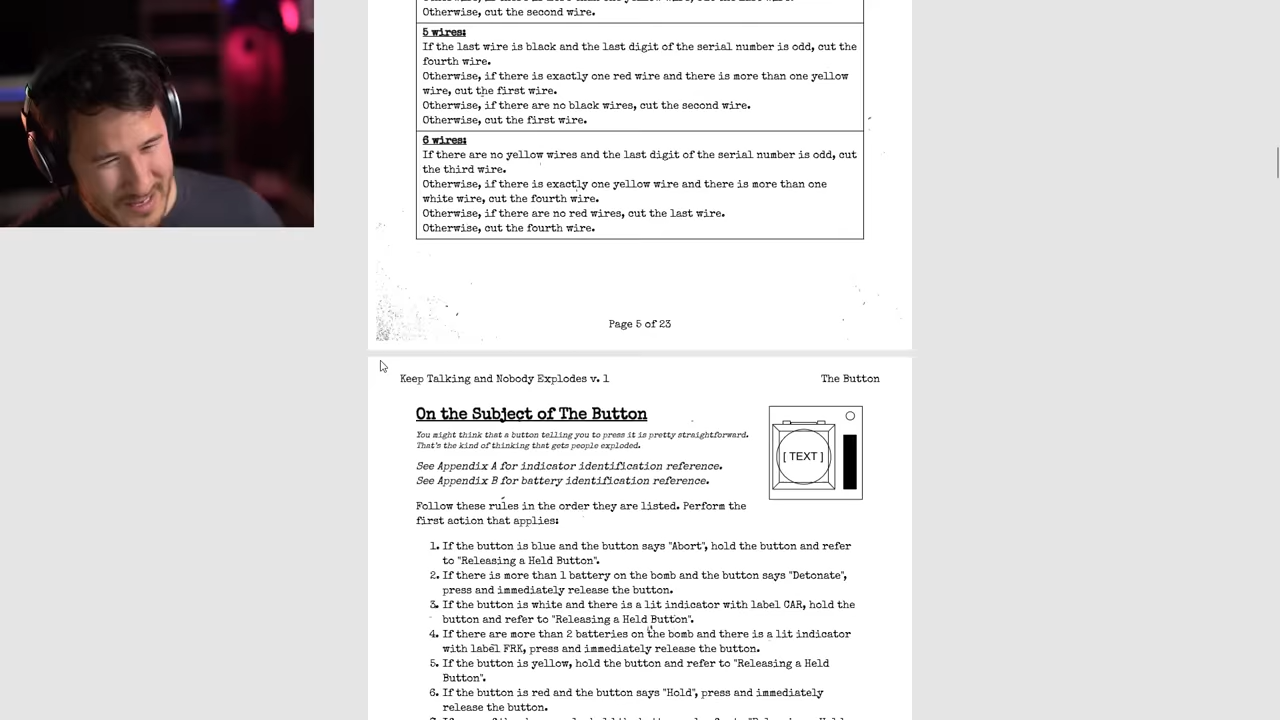 Otherwise, cut the second wire.
5 wires:
If the last wire is black and the last digit of the serial number is odd, cut the
fourth wire.
Otherwise, if there is exactly one red wire and there is more than one yellow
wire, cut the first wire.
Otherwise, if there are no black wires, cut the second wire.
Otherwise, cut the first wire.
6 wires:
If there are no yellow wires and the last digit of the serial number is odd, cut
the third wire.
Otherwise, if there is exactly one yellow wire and there is more than one
white wire, cut the fourth wire.
Otherwise, if there are no red wires, cut the last wire.
Otherwise, cut the fourth wire.
Page 5 of 23
Keep Talking and Nobody Explodes v. 1
The Button
On the Subject of The Button
You might think that a button telling you to press it is pretty straightforward.
That's the kind of thinking that gets people exploded.
[ TEXT ]
See Appendix A for indicator identification reference.
See Appendix B for battery identification reference.
Follow these rules in the order they are listed. Perform the
first action that applies:
1. If the button is blue and the button says "Abort", hold the button and refer
to "Releasing a Held Button".
2. If there is more than 1 battery on the bomb and the button says "Detonate",
press and immediately release the button.
3. If the button is white and there is a lit indicator with label CAR, hold the
button and refer to "Releasing a Held Button".
4. If there are more than 2 batteries on the bomb and there is a lit indicator
with label FRK, press and immediately release the button.
5. If the button is yellow, hold the button and refer to "Releasing a Held
Button".
6. If the button is red and the button says "Hold", press and immediately
release the button.